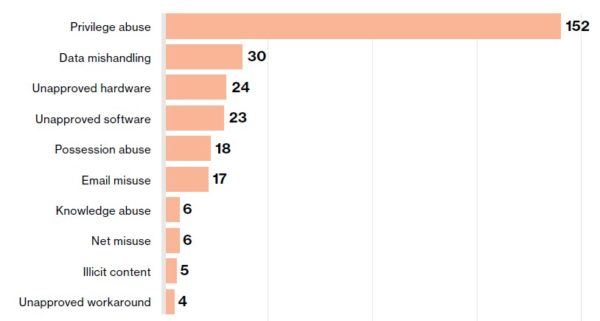 Privilege abuse 152
Data mishandling 30
Unapproved hardware 24
Unapproved software 23
Possession abuse 18
Email misuse 17
Knowledge abuse 6
Net misuse 6
Illicit content 5
Unapproved workaround 4